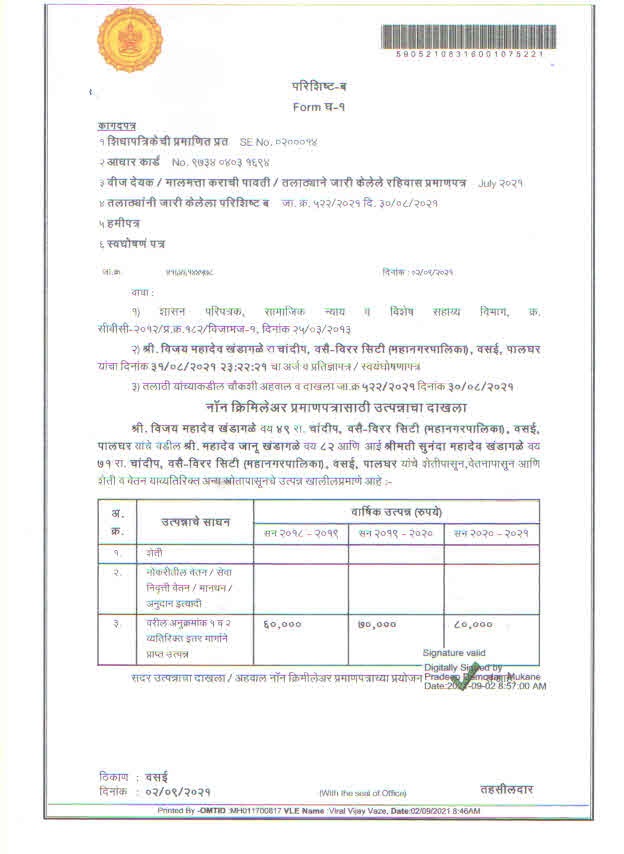 59052108316001075221
परिशिष्ट-ब
Form घ-१
कागदपत्र
१ शिधापत्रिकेची प्रमाणित प्रत SE No. ०२०००१४
२ आधार कार्ड No. ९७३४ ०४०३ १६९४
३ वीज देयक / मालमत्ता कराची पावती / तलाठ्याने जारी केलेले रहिवास प्रमाणपत्र July २०२१
४ तलाठ्यांनी जारी केलेला परिशिष्ट ब जा. क्र. ५२२/२०२१ दि. ३०/०८/२०२१
५ हमीपत्र
६ स्वघोषणं पत्र
जा.क्र. दिनांक : ०२/०९/२०२१
वाचा :
१) शासन परिपत्रक, सामाजिक न्याय व विशेष सहाय्य विभाग, क्र.
सीबीसी-२०१२/प्र.क्र.१८२/विजाभज-१, दिनांक २५/०३/२०१३
२) श्री. विजय महादेव खंडागळे रा चांदीप, वसै-विरर सिटी (महानगरपालिका) , वसई, पालघर
यांचा दिनांक ३१/०८/२०२१ २३:२२:२१ चा अर्ज व प्रतिज्ञापत्र / स्वयंघोषणापत्र
३) तलाठी यांच्याकडील चौकशी अहवाल व दाखला जा.क्र ५२२/२०२१ दिनांक ३०/०८/२०२१
नॉन क्रिमिलेअर प्रमाणपत्रासाठी उत्पन्नाचा दाखला
श्री. विजय महादेव खंडागळे वय ४९ रा. चांदीप, वसै-विरर सिटी (महानगरपालिका) , वसई,
पालघर यांचे वडील श्री. महादेव जानू खंडागळे वय ८२ आणि आई श्रीमती सुनंदा महादेव खंडागळे वय
७१ रा. चांदीप, वसै-विरर सिटी (महानगरपालिका) , वसई, पालघर यांचे शेतीपासून,वेतनापासून आणि
शेती व वेतन याव्यतिरिक्त अन्य स्रोतापासूनचे उत्पन्न खालीलप्रमाणे आहे :-
अ. क्र. उत्पन्नाचे साधन वार्षिक उत्पन्न (रुपये)
सन २०१८ – २०१९ सन २०१९ – २०२० सन २०२० – २०२१
१. शेती
२. नोकरीतील वेतन / सेवा
निवृत्ती वेतन / मानधन /
अनुदान इत्यादी
३. वरील अनुक्रमांक १ व २ ६०,००० ७०,००० ८०,०००
व्यतिरिक्त इतर मार्गाने
प्राप्त उत्पन्न
Signature valid
Digitally Signed by
सदर उत्पन्नाचा दाखला / अहवाल नॉन क्रिमीलेअर प्रमाणपत्राच्या प्रयोजन Pradeep Damodar Mukane
Date:2021-09-02 8:57:00 AM
ठिकाण : वसई
दिनांक : ०२/०९/२०२१ (With the seal of Office) तहसीलदार
Printed By -OMTID :MH011700817 VLE Name :Viral Vijay Vaze, Date:02/09/2021 8:46AM